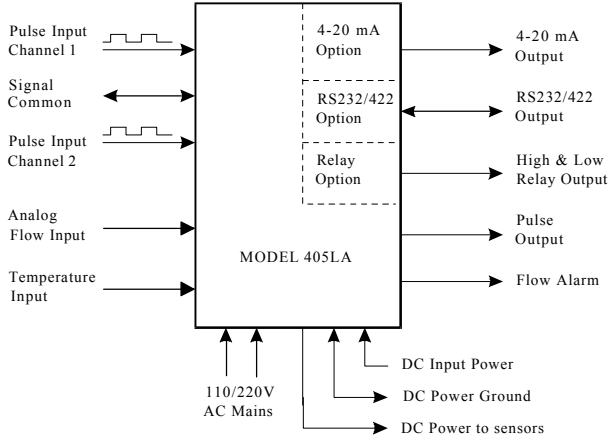 Pulse Input
Channel 1
Signal
Common
Pulse Input
Channel 2
Analog
Flow Input
Temperature
Input
4-20 mA
Option
RS232/422
Option
Relay
Option
MODEL 405LA
4-20 mA
Output
RS232/422
Output
High & Low
Relay Output
Pulse
Output
Flow Alarm
110/220V
AC Mains
DC Input Power
DC Power Ground
DC Power to sensors